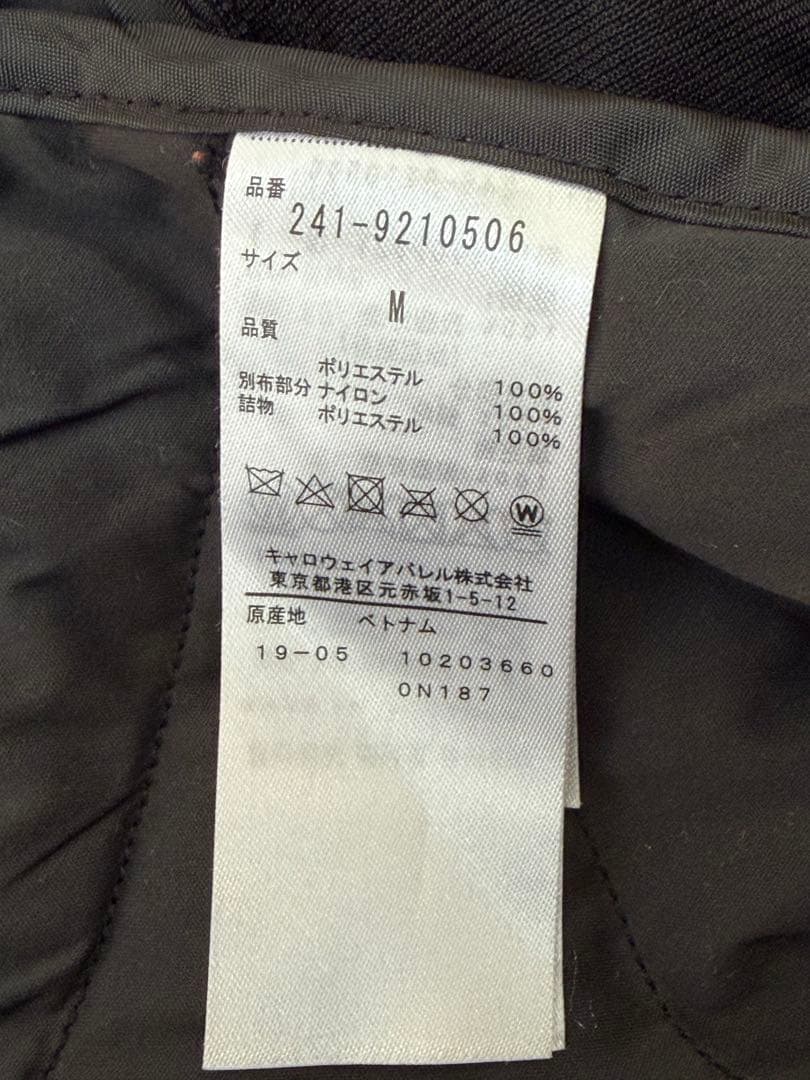 品番
241-9210506
サイズ
M
品質
ポリエステル 100%
別布部分 ナイロン 100%
詰物 ポリエステル 100%
W
キャロウェイアパレル株式会社
東京都港区元赤坂1-5-12
原産地 ベトナム
19-05 10203660
0N187